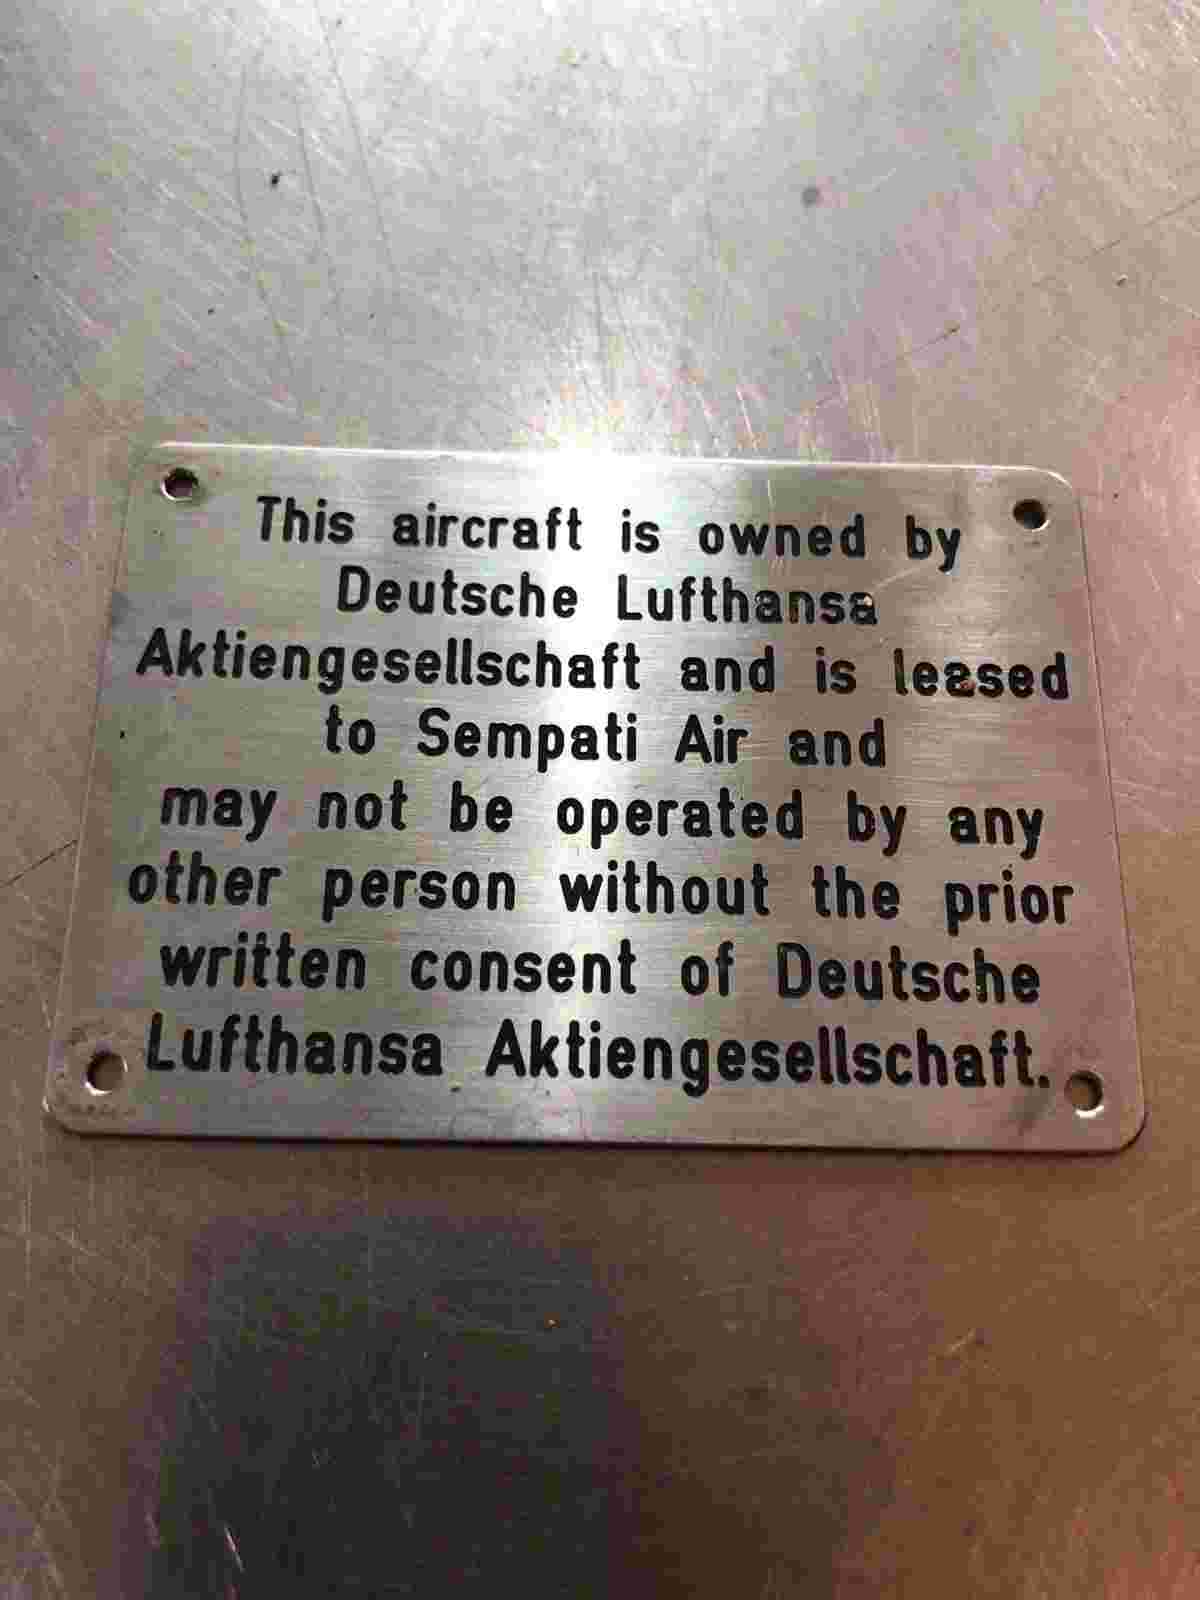 This aircraft is owned by
Deutsche Lufthansa
Aktiengesellschaft and is leased
to Sempati Air and
may not be operated by any
other person without the prior
written consent of Deutsche
Lufthansa Aktiengesellschaft.